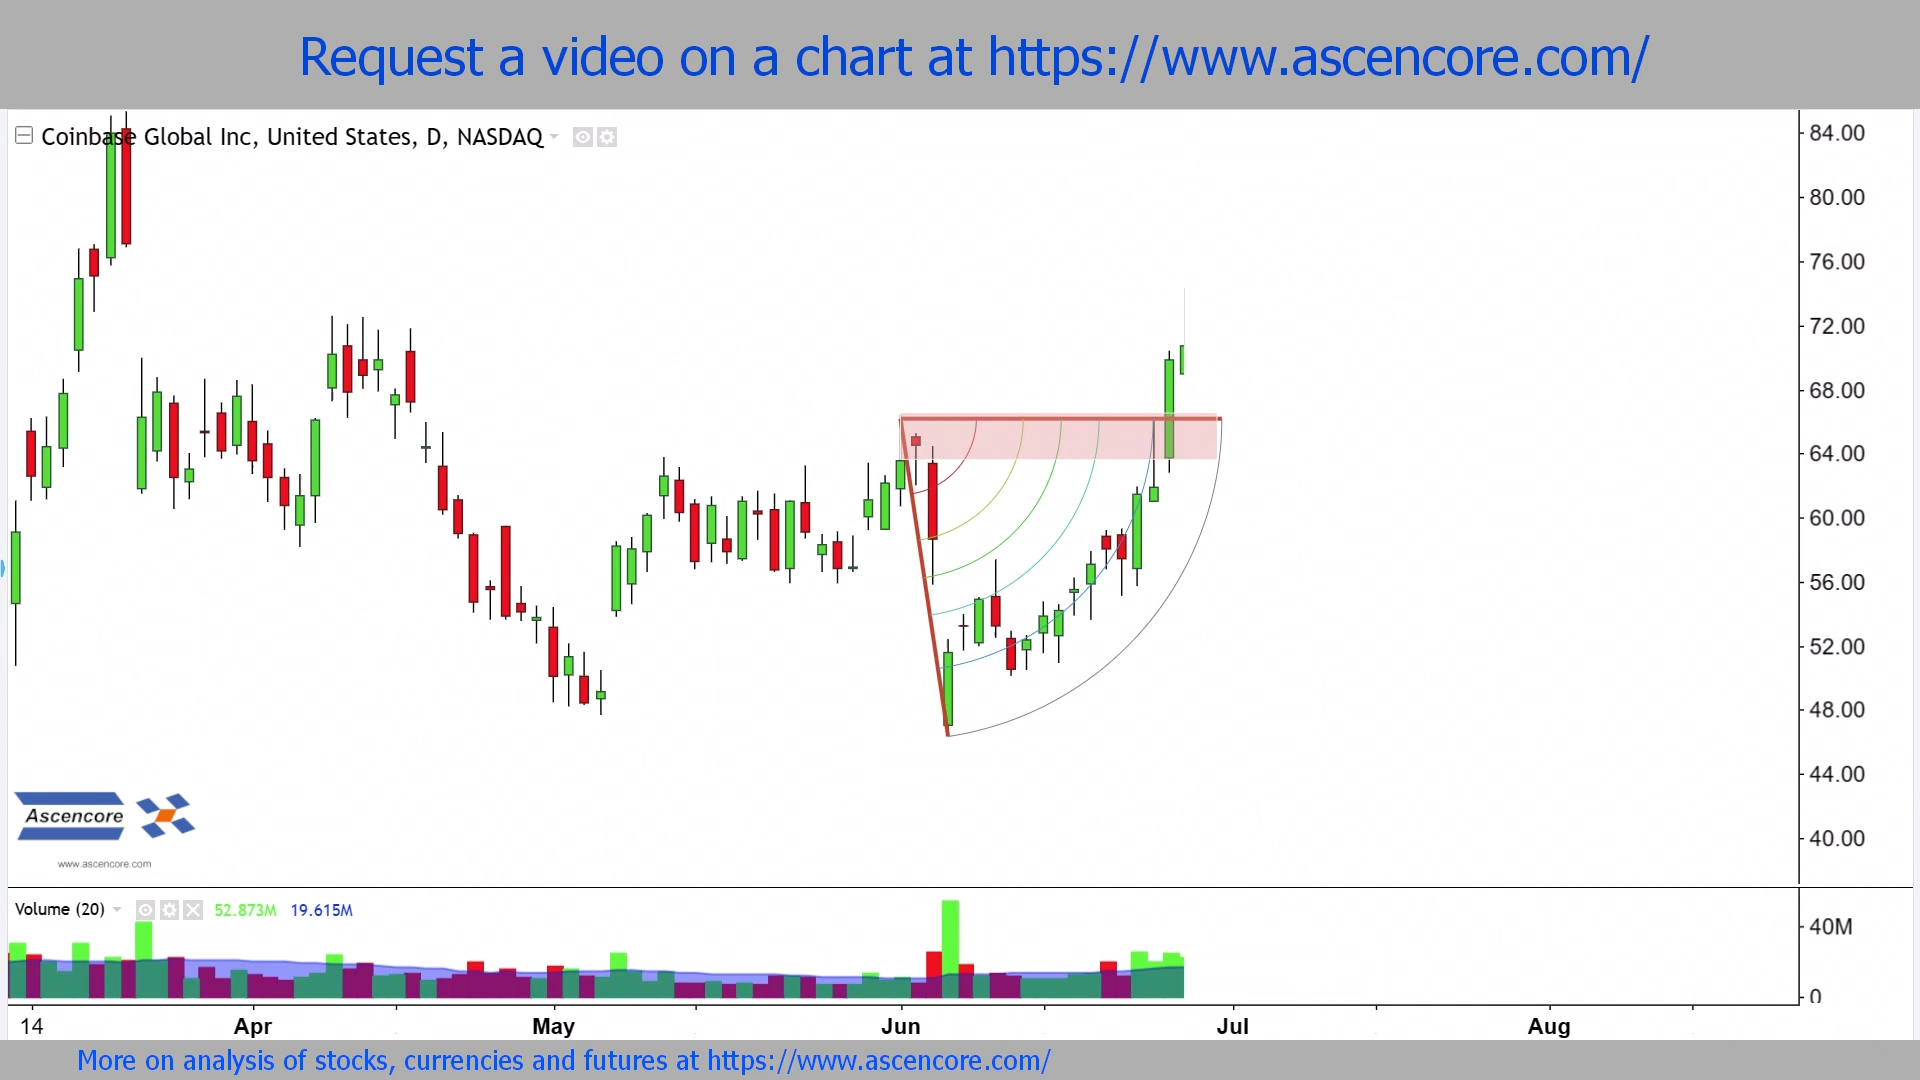 Request a video on a chart at https://www.ascencore.com/
Coinbase Global Inc, United States, D, NASDAQ
84.00
80.00
76.00
72.00
68.00
64.00
60.00
56.00
52.00
48.00
44.00
40.00
Ascencore
www.ascencore.com
Volume (20) 52.873M 19.615M
40M
0
14 Apr May Jun Jul Aug
More on analysis of stocks, currencies and futures at https://www.ascencore.com/